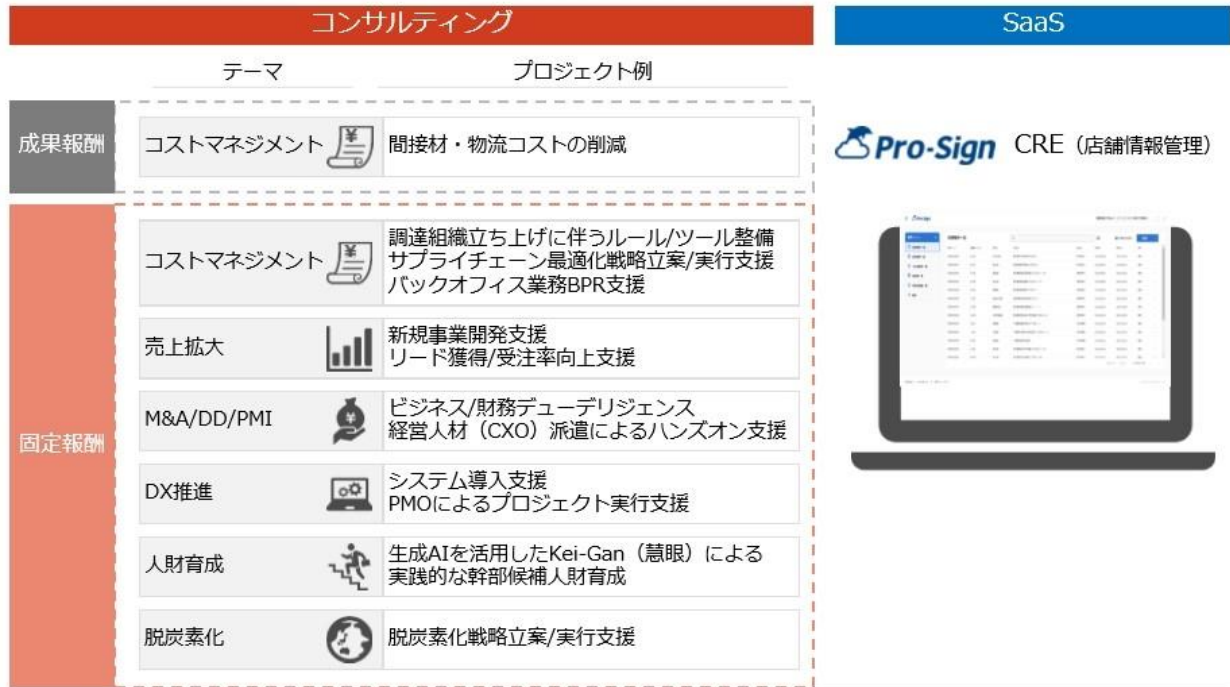 コンサルティング
SaaS
テーマ
プロジェクト例
成果報酬
コストマネジメント
間接材・物流コストの削減
Pro-Sign CRE（店舗情報管理）
固定報酬
コストマネジメント
調達組織立ち上げに伴うルール/ツール整備
サプライチェーン最適化戦略立案/実行支援
バックオフィス業務BPR支援
売上拡大
新規事業開発支援
リード獲得/受注率向上支援
M&A/DD/PMI
ビジネス/財務デューデリジェンス
経営人材（CXO）派遣によるハンズオン支援
DX推進
システム導入支援
PMOによるプロジェクト実行支援
人財育成
生成AIを活用したKei-Gan（慧眼）による
実践的な幹部候補人財育成
脱炭素化
脱炭素化戦略立案/実行支援